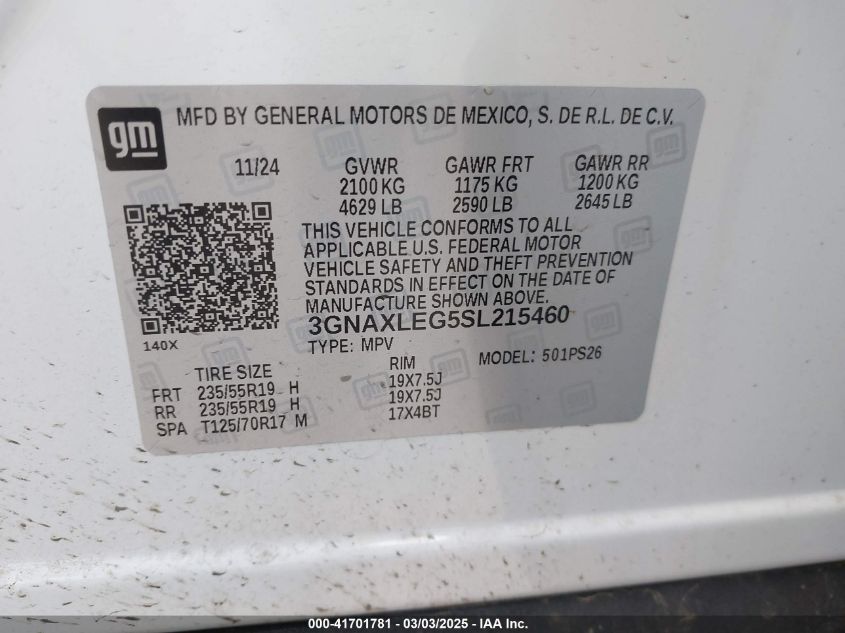 gm
MFD BY GENERAL MOTORS DE MEXICO, S. DE R.L. DE C.V.
11/24 GVWR GAWR FRT GAWR RR
2100 KG 1175 KG 1200 KG
4629 LB 2590 LB 2645 LB
THIS VEHICLE CONFORMS TO ALL
APPLICABLE U.S. FEDERAL MOTOR
VEHICLE SAFETY AND THEFT PREVENTION
STANDARDS IN EFFECT ON THE DATE OF
MANUFACTURE SHOWN ABOVE.
3GNAXLEG5SL215460
140X
TYPE: MPV MODEL: 501PS26
TIRE SIZE RIM
FRT 235/55R19 H 19X7.5J
RR 235/55R19 H 19X7.5J
SPA T125/70R17 M 17X4BT
000-41701781 - 03/03/2025 - IAA Inc.